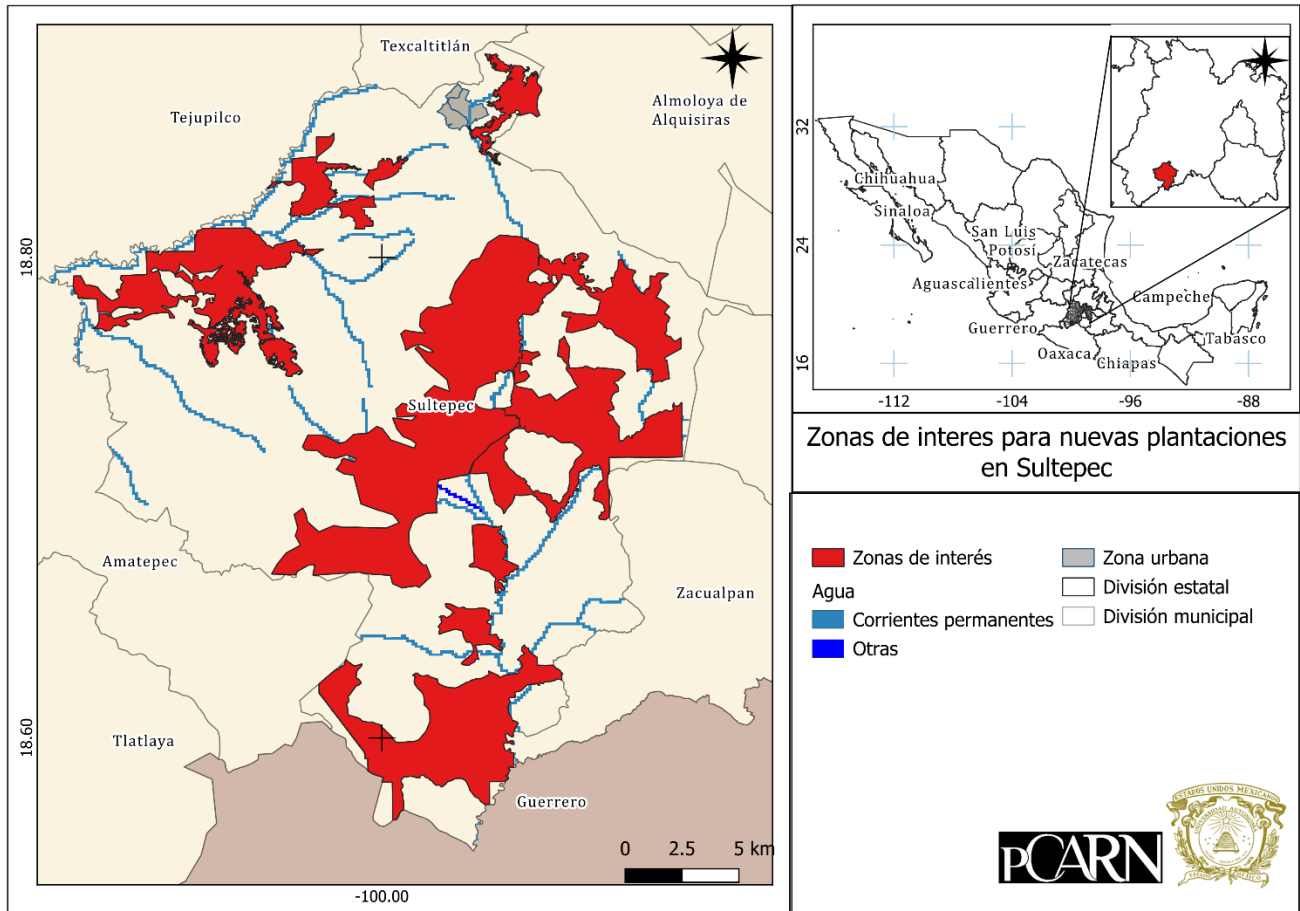 Texcaltitlán
Tejupilco
Almoloya de
Alquisiras
18.80
Sultepec
Amatepec
Zacualpan
18.60
Tlatlaya
Guerrero
0 2.5 5 km
-100.00
32
24
16
Chihuahua
Sinaloa
San Luis
Potosí
Zacatecas
Aguascalientes
Campeche
Guerrero
Tabasco
Oaxaca
Chiapas
-112 -104 -96 -88
Zonas de interes para nuevas plantaciones
en Sultepec
Zonas de interés
Agua
Corrientes permanentes
Otras
Zona urbana
División estatal
División municipal
PCARN
ESTADOS UNIDOS MEXICANOS
UNIVERSIDAD AUTONOMA